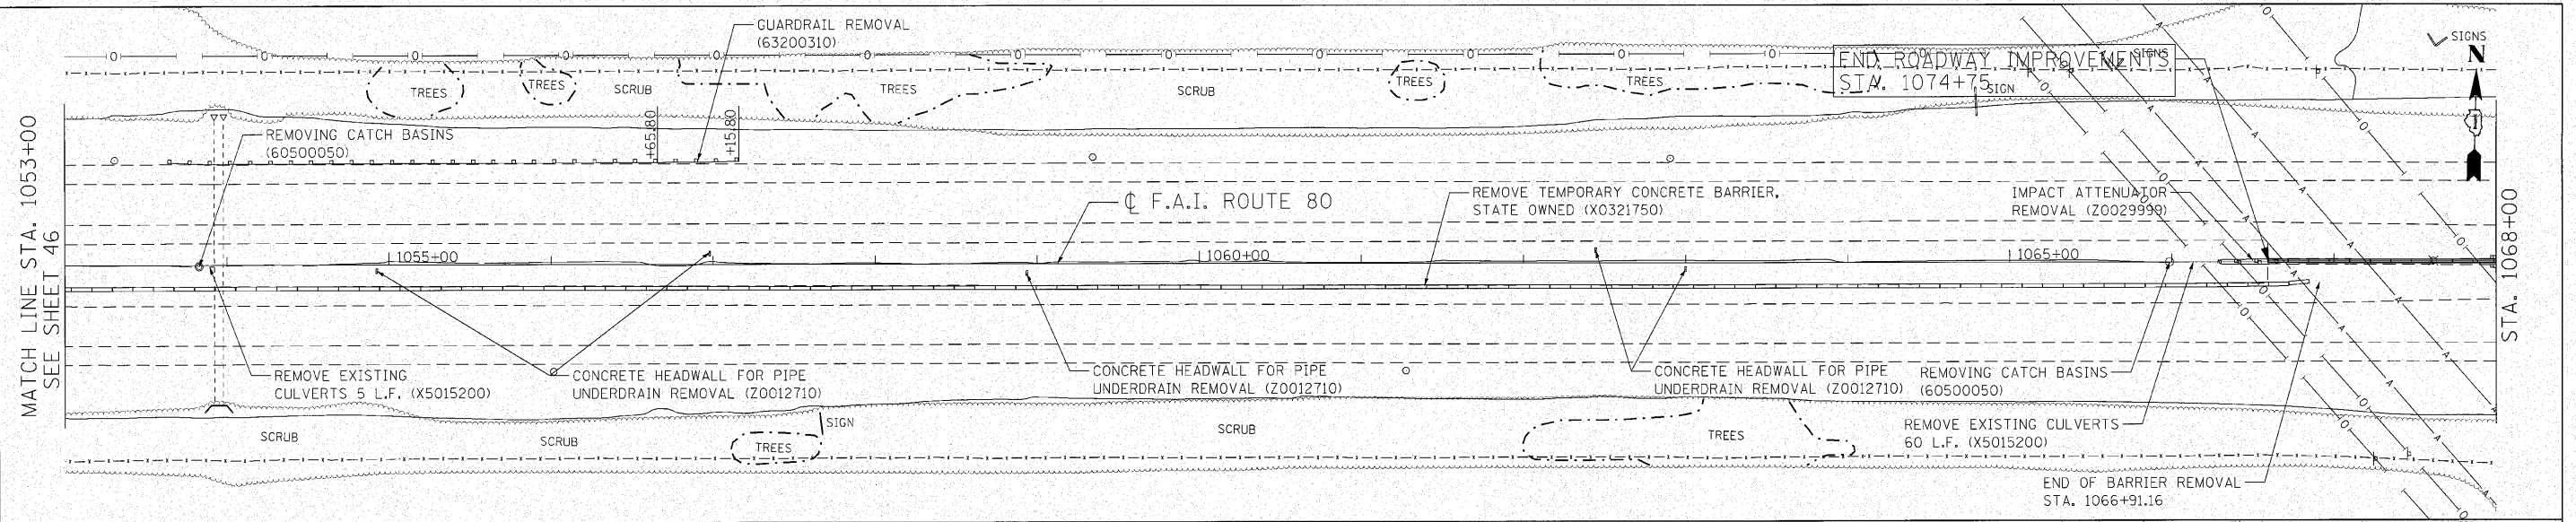 GUARDRAIL REMOVAL
(63200310)
SIGNS
N
END ROADWAY IMPROVEMENTS
STA. 1074+75
SIGNS
SIGN
TREES
TREES
SCRUB
TREES
SCRUB
TREES
TREES
MATCH LINE STA. 1053+00
SEE SHEET 46
REMOVING CATCH BASINS
(60500050)
+65.80
+15.80
℄ F.A.I. ROUTE 80
REMOVE TEMPORARY CONCRETE BARRIER,
STATE OWNED (X0321750)
IMPACT ATTENUATOR
REMOVAL (Z0029999)
STA. 1068+00
1055+00
1060+00
1065+00
REMOVE EXISTING
CULVERTS 5 L.F. (X5015200)
CONCRETE HEADWALL FOR PIPE
UNDERDRAIN REMOVAL (Z0012710)
CONCRETE HEADWALL FOR PIPE
UNDERDRAIN REMOVAL (Z0012710)
CONCRETE HEADWALL FOR PIPE
UNDERDRAIN REMOVAL (Z0012710)
REMOVING CATCH BASINS
(60500050)
SCRUB
SCRUB
TREES
SIGN
SCRUB
TREES
REMOVE EXISTING CULVERTS
60 L.F. (X5015200)
END OF BARRIER REMOVAL
STA. 1066+91.16